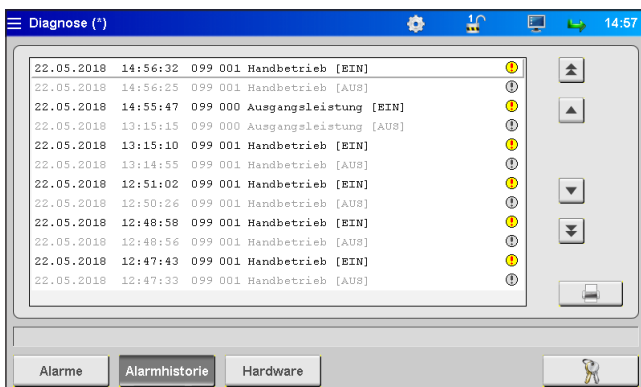 Diagnose (*) 1 14:57
22.05.2018 14:56:32 099 001 Handbetrieb [EIN]
22.05.2018 14:56:25 099 001 Handbetrieb [AUS]
22.05.2018 14:55:47 099 000 Ausgangsleistung [EIN]
22.05.2018 13:15:15 099 000 Ausgangsleistung [AUS]
22.05.2018 13:15:10 099 001 Handbetrieb [EIN]
22.05.2018 13:14:55 099 001 Handbetrieb [AUS]
22.05.2018 12:51:02 099 001 Handbetrieb [EIN]
22.05.2018 12:50:26 099 001 Handbetrieb [AUS]
22.05.2018 12:48:58 099 001 Handbetrieb [EIN]
22.05.2018 12:48:56 099 001 Handbetrieb [AUS]
22.05.2018 12:47:43 099 001 Handbetrieb [EIN]
22.05.2018 12:47:33 099 001 Handbetrieb [AUS]
Alarme Alarmhistorie Hardware